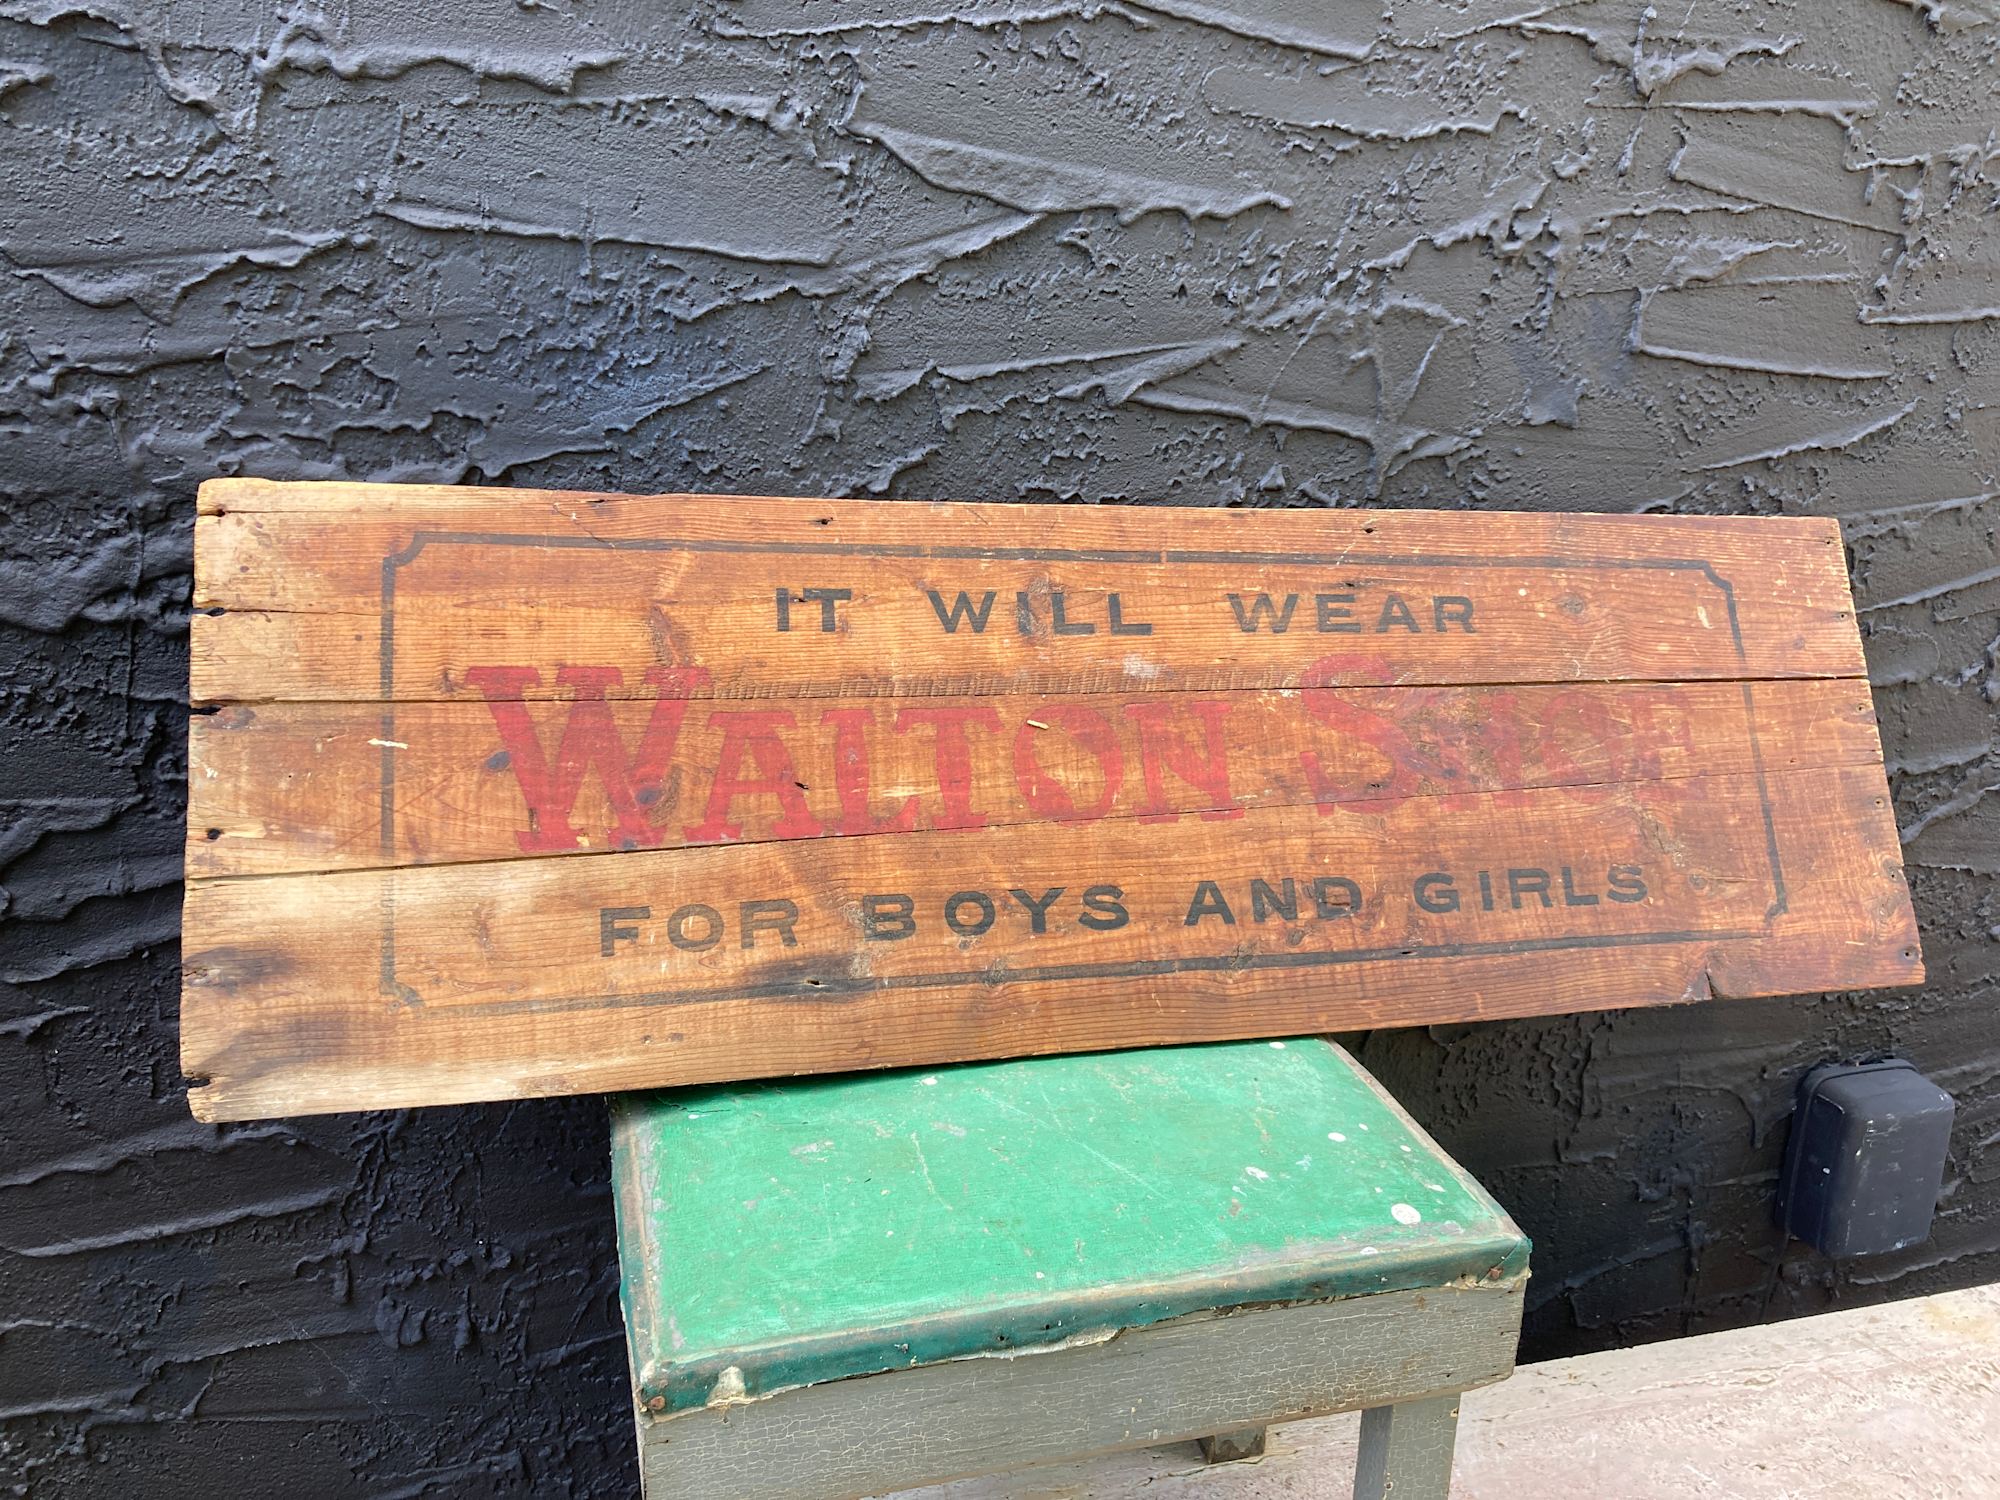 IT WILL WEAR
WALTON SHOE
FOR BOYS AND GIRLS